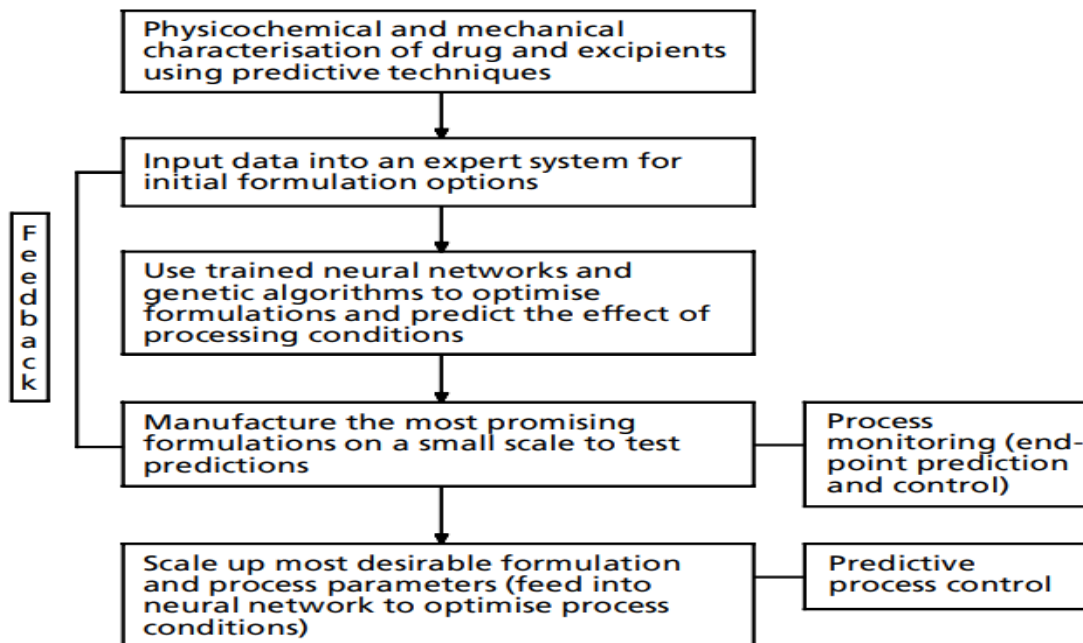 Physicochemical and mechanical
characterisation of drug and excipients
using predictive techniques
Input data into an expert system for
initial formulation options
Feedback
Use trained neural networks and
genetic algorithms to optimise
formulations and predict the effect of
processing conditions
Manufacture the most promising
formulations on a small scale to test
predictions
Process
monitoring (end-
point prediction
and control)
Scale up most desirable formulation
and process parameters (feed into
neural network to optimise process
conditions)
Predictive
process control